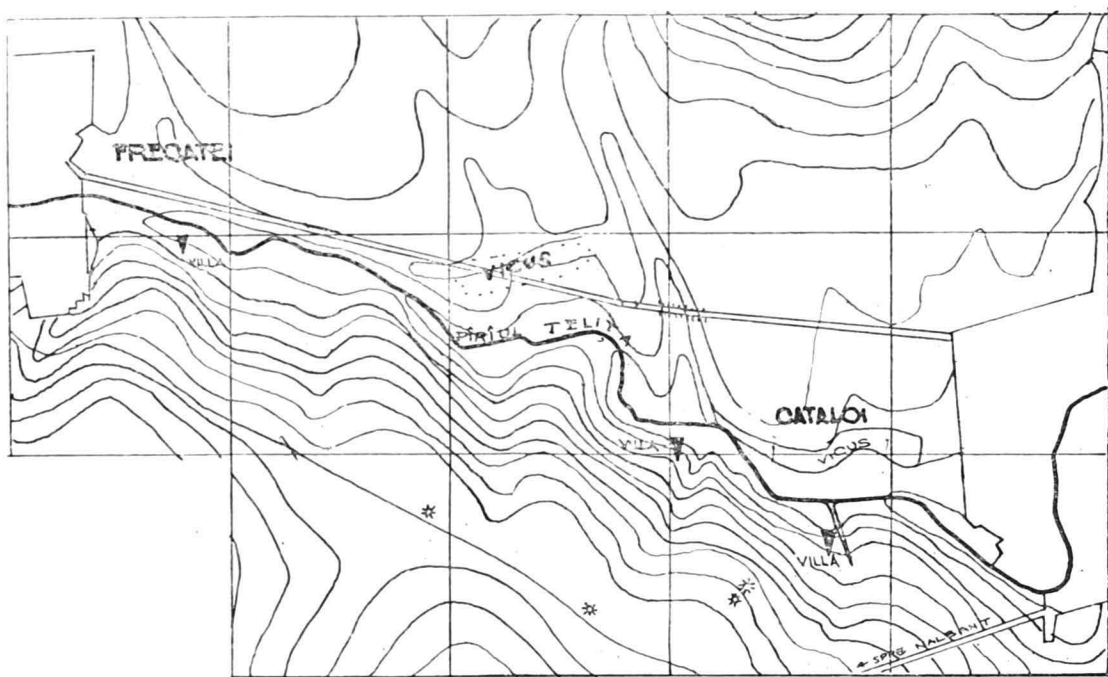 FRECATEI
VILLA
VICUS
PÎRÎUL TELIŢA
CATALOI
VILLA
VICUS
VILLA
SPRE NALBANT